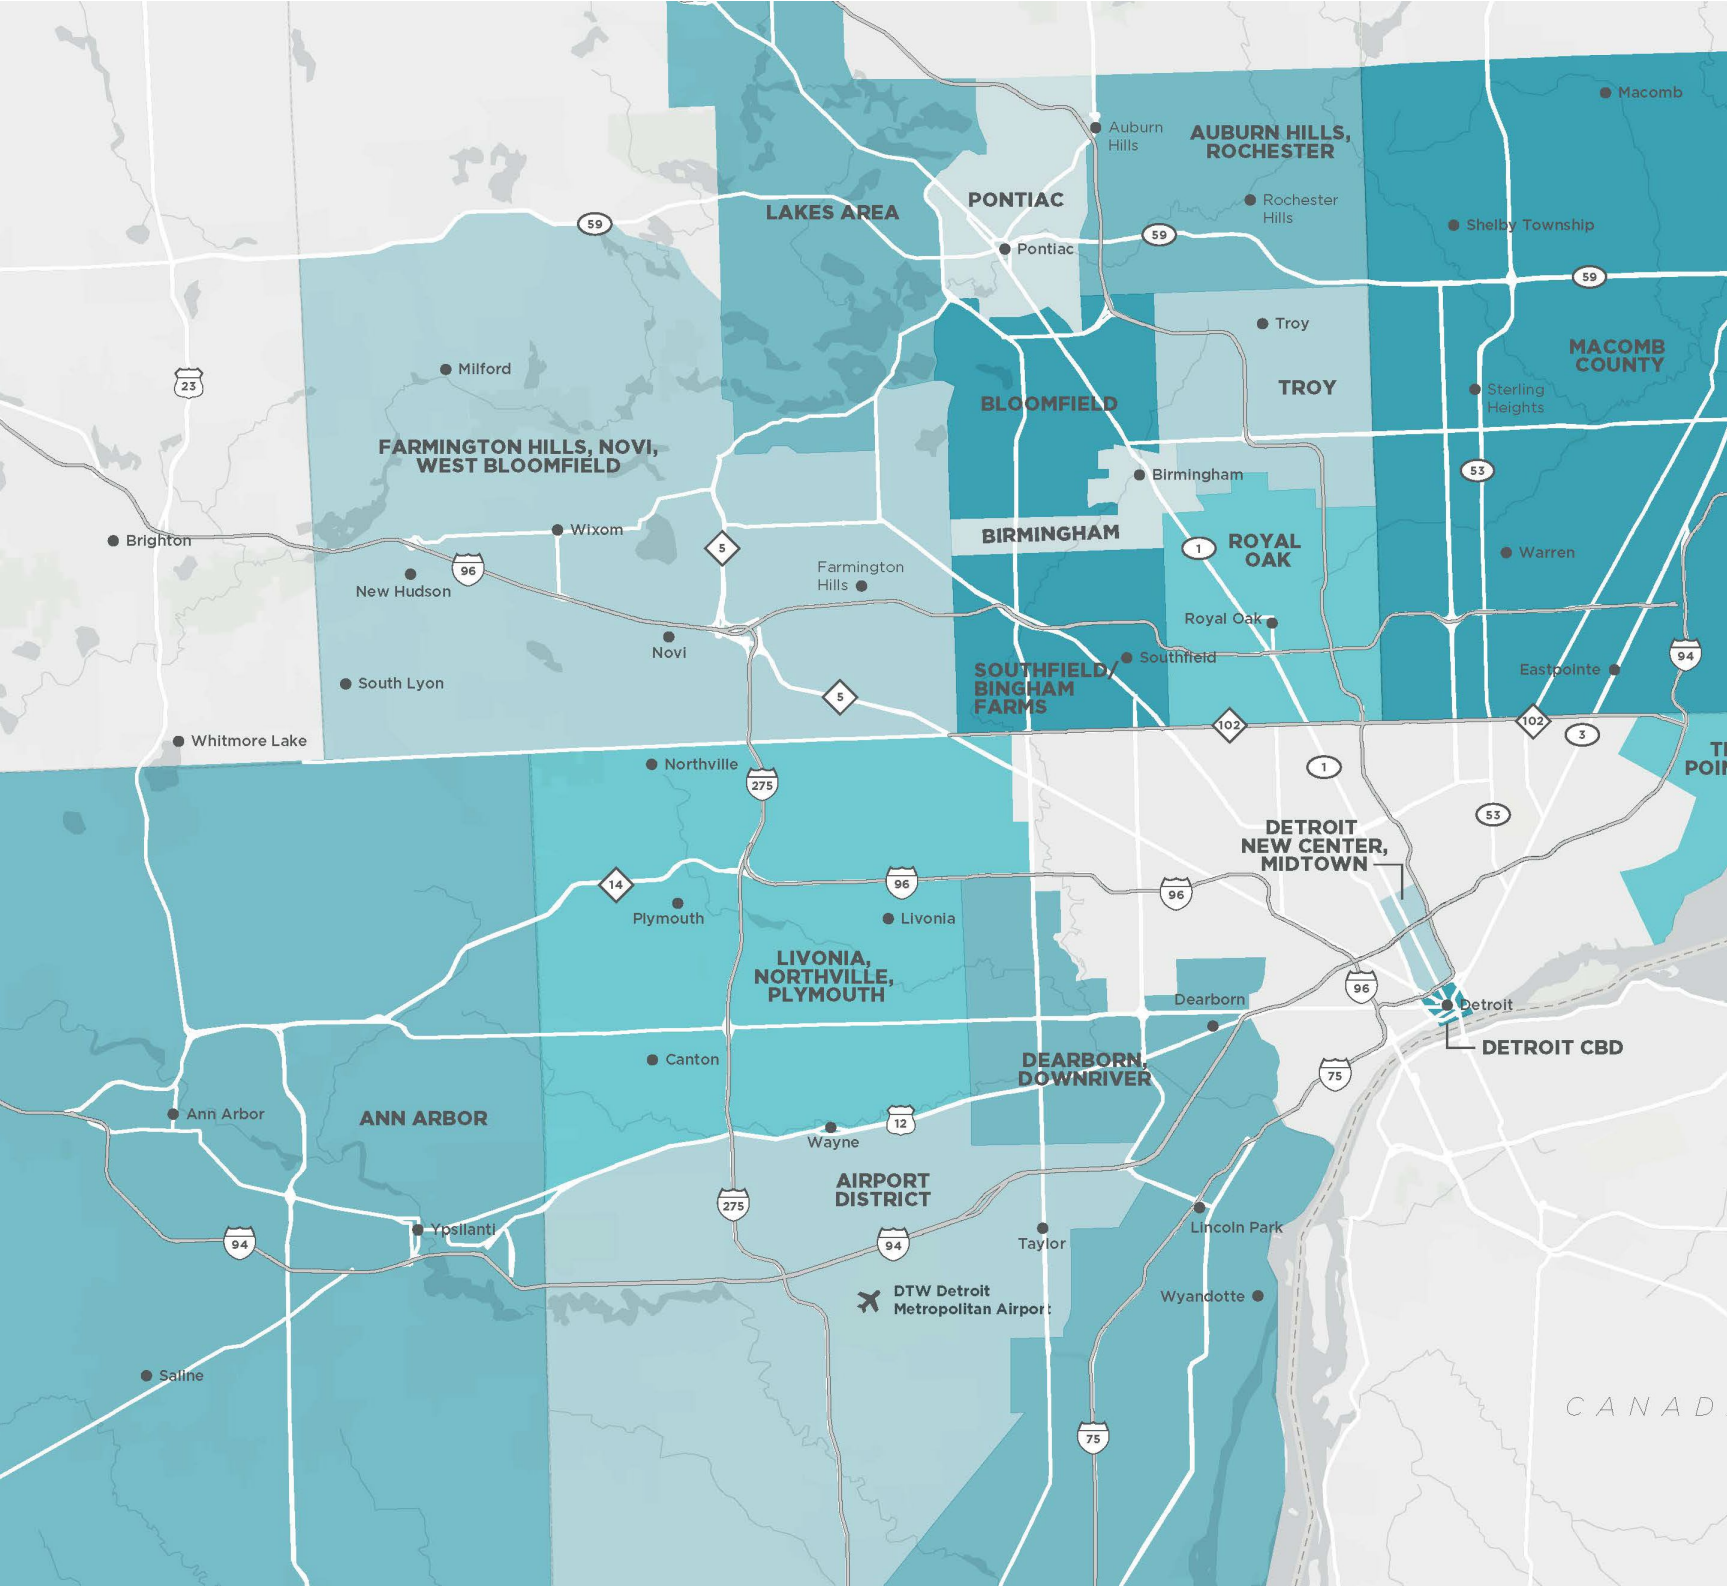 Macomb
Auburn
Hills
AUBURN HILLS,
ROCHESTER
PONTIAC
Rochester
Hills
LAKES AREA
59
59
Shelby Township
Pontiac
59
Troy
MACOMB
COUNTY
Milford
23
TROY
Sterling
Heights
BLOOMFIELD
FARMINGTON HILLS, NOVI,
WEST BLOOMFIELD
Birmingham
53
Brighton
Wixom
BIRMINGHAM
5
1
ROYAL
OAK
Warren
96
Farmington
Hills
New Hudson
Royal Oak
Novi
Southfield
94
Eastpointe
SOUTHFIELD/
BINGHAM
FARMS
South Lyon
5
102
102
3
Whitmore Lake
Northville
1
275
53
DETROIT
NEW CENTER,
MIDTOWN
14
96
96
Plymouth
Livonia
LIVONIA,
NORTHVILLE,
PLYMOUTH
96
Dearborn
Detroit
DETROIT CBD
Canton
DEARBORN,
DOWNRIVER
75
Ann Arbor
ANN ARBOR
12
Wayne
AIRPORT
DISTRICT
275
Ypsilanti
94
94
Taylor
Lincoln Park
DTW Detroit
Metropolitan Airport
Wyandotte
Saline
CANAD
75